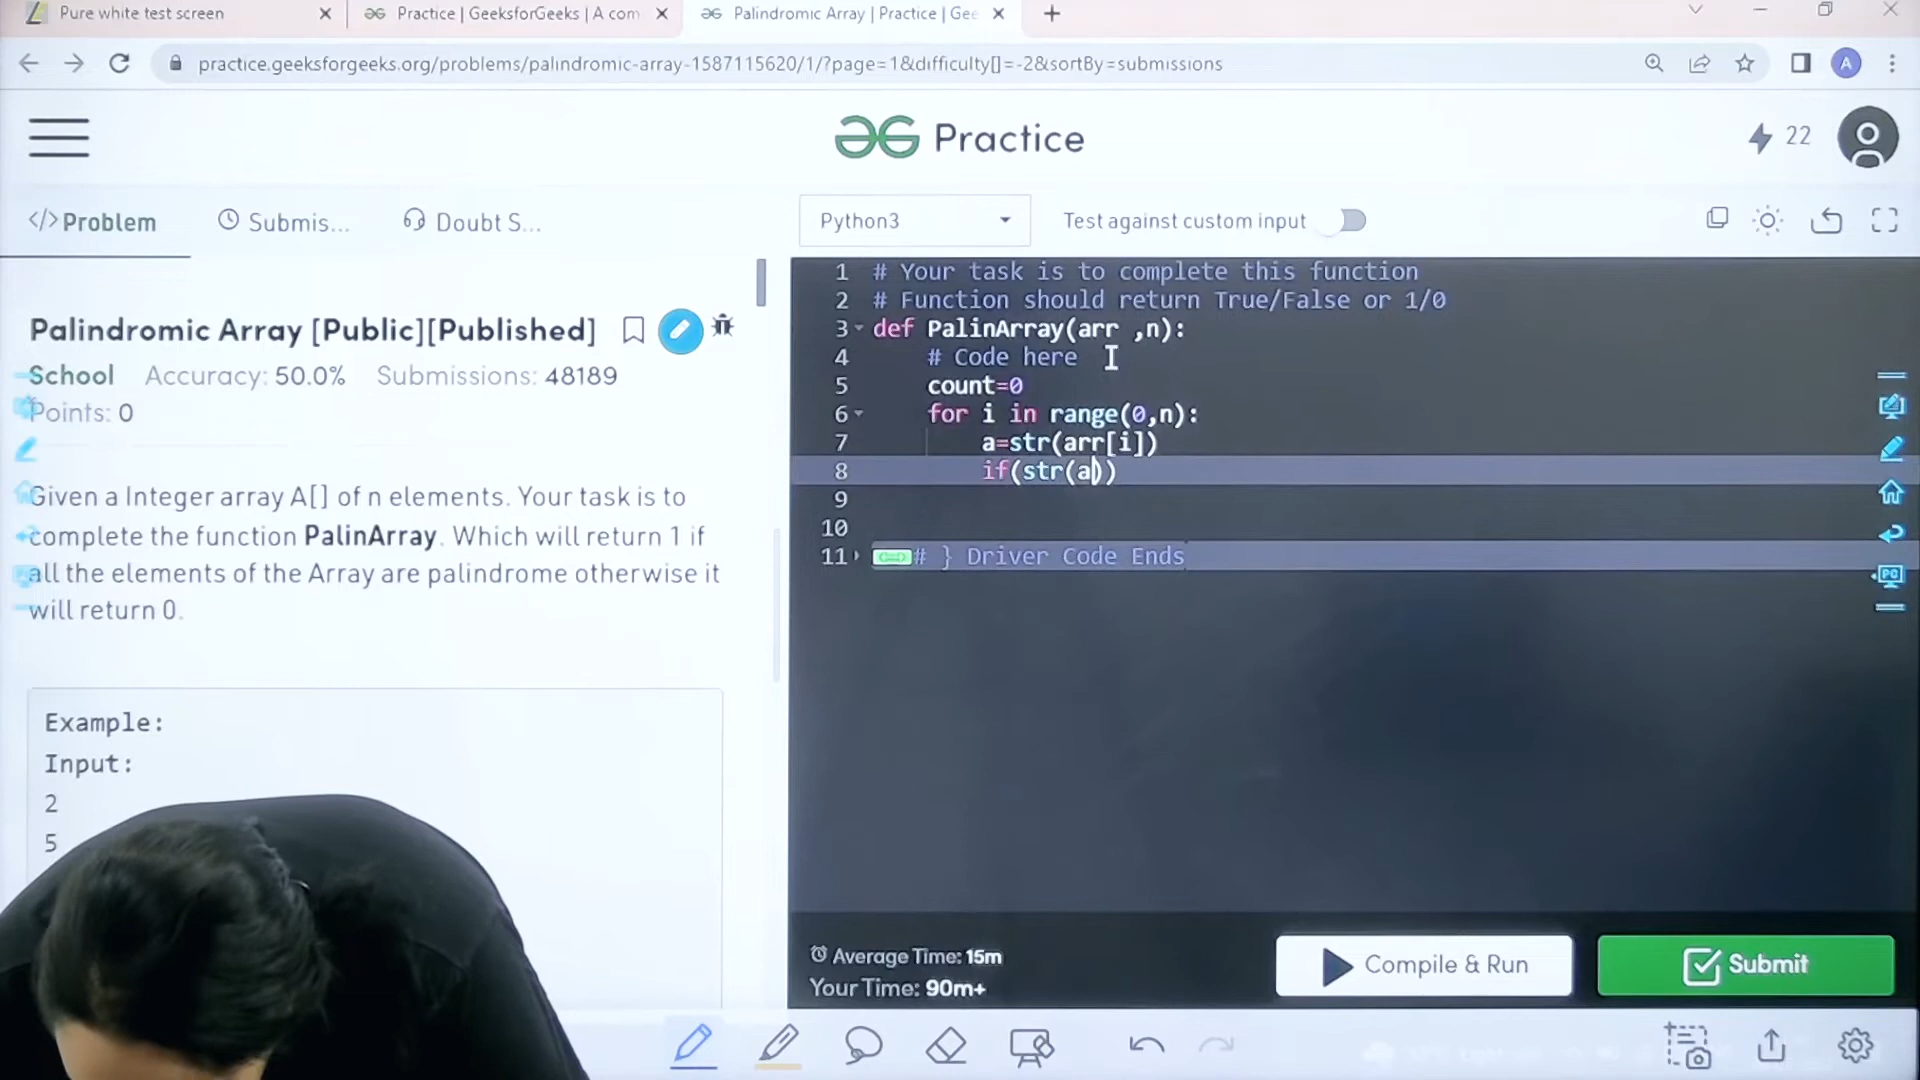 Pure white test screen
Practice | GeeksforGeeks | A com
Palindromic Array | Practice | Gee
practice.geeksforgeeks.org/problems/palindromic-array-1587115620/1/?page=1&difficulty[]=-2&sortBy=submissions
A
Practice
22
</> Problem
Submis...
Doubt S...
Python3
Test against custom input
Palindromic Array [Public][Published]
School Accuracy: 50.0% Submissions: 48189
Points: 0
Given a Integer array A[] of n elements. Your task is to
complete the function PalinArray. Which will return 1 if
all the elements of the Array are palindrome otherwise it
will return 0.
Example:
Input:
2
5
1 # Your task is to complete this function
2 # Function should return True/False or 1/0
3 def PalinArray(arr ,n):
4 # Code here
5 count=0
6 for i in range(0,n):
7 a=str(arr[i])
8 if(str(a))
9
10
11 # } Driver Code Ends
PC
Average Time: 15m
Your Time: 90m+
Compile & Run
Submit